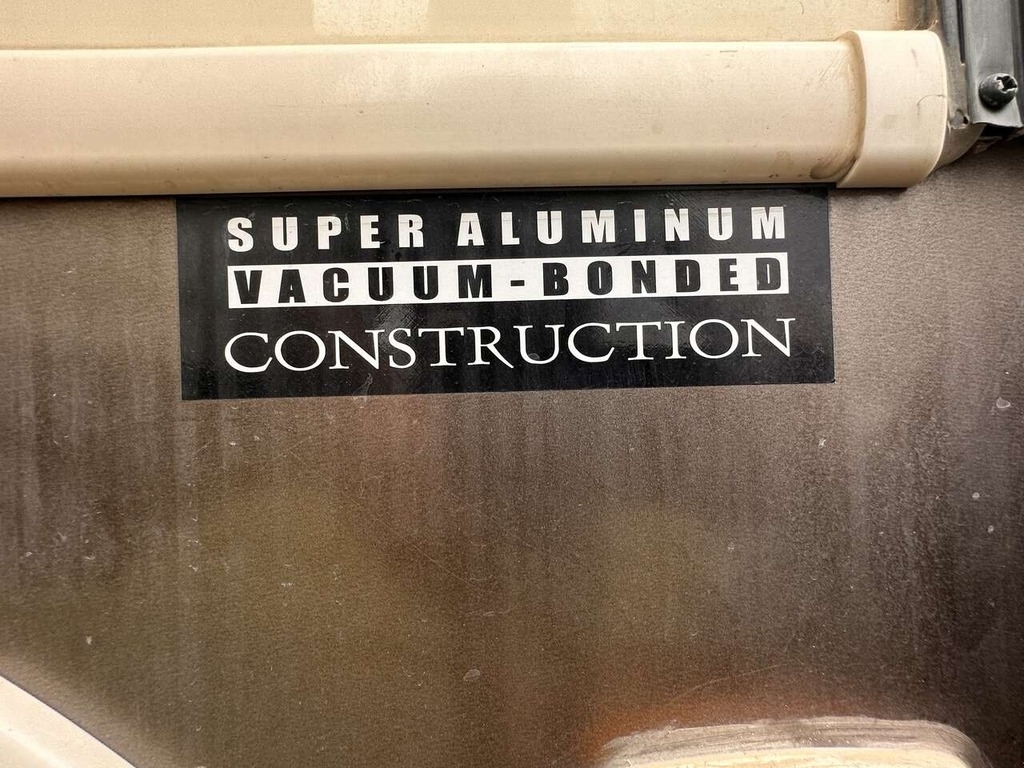 SUPER ALUMINUM
VACUUM-BONDED
CONSTRUCTION